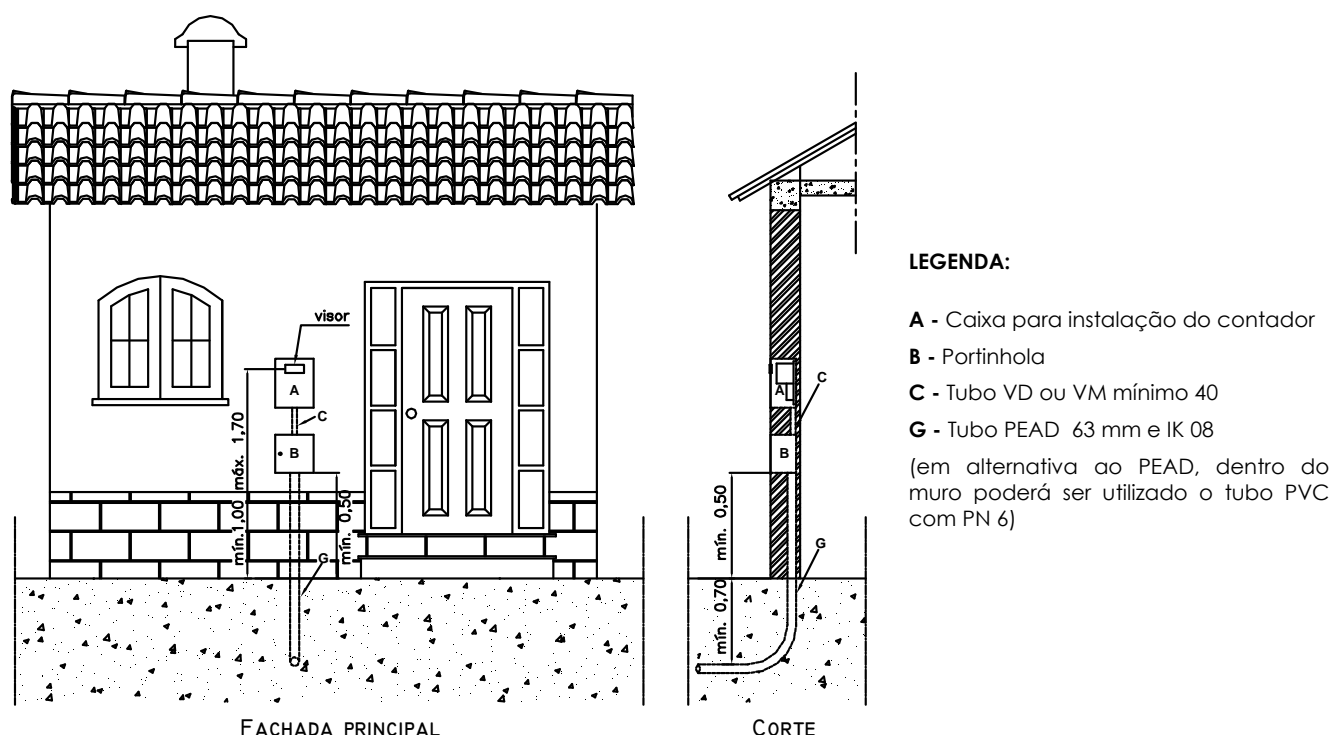 visor
A
C
B
mín. 1,00 máx. 1,70
mín. 0,50
G
FACHADA PRINCIPAL
A
C
B
mín. 0,50
mín. 0,70
G
CORTE
LEGENDA:
A - Caixa para instalação do contador
B - Portinhola
C - Tubo VD ou VM mínimo 40
G - Tubo PEAD 63 mm e IK 08
(em alternativa ao PEAD, dentro do
muro poderá ser utilizado o tubo PVC
com PN 6)